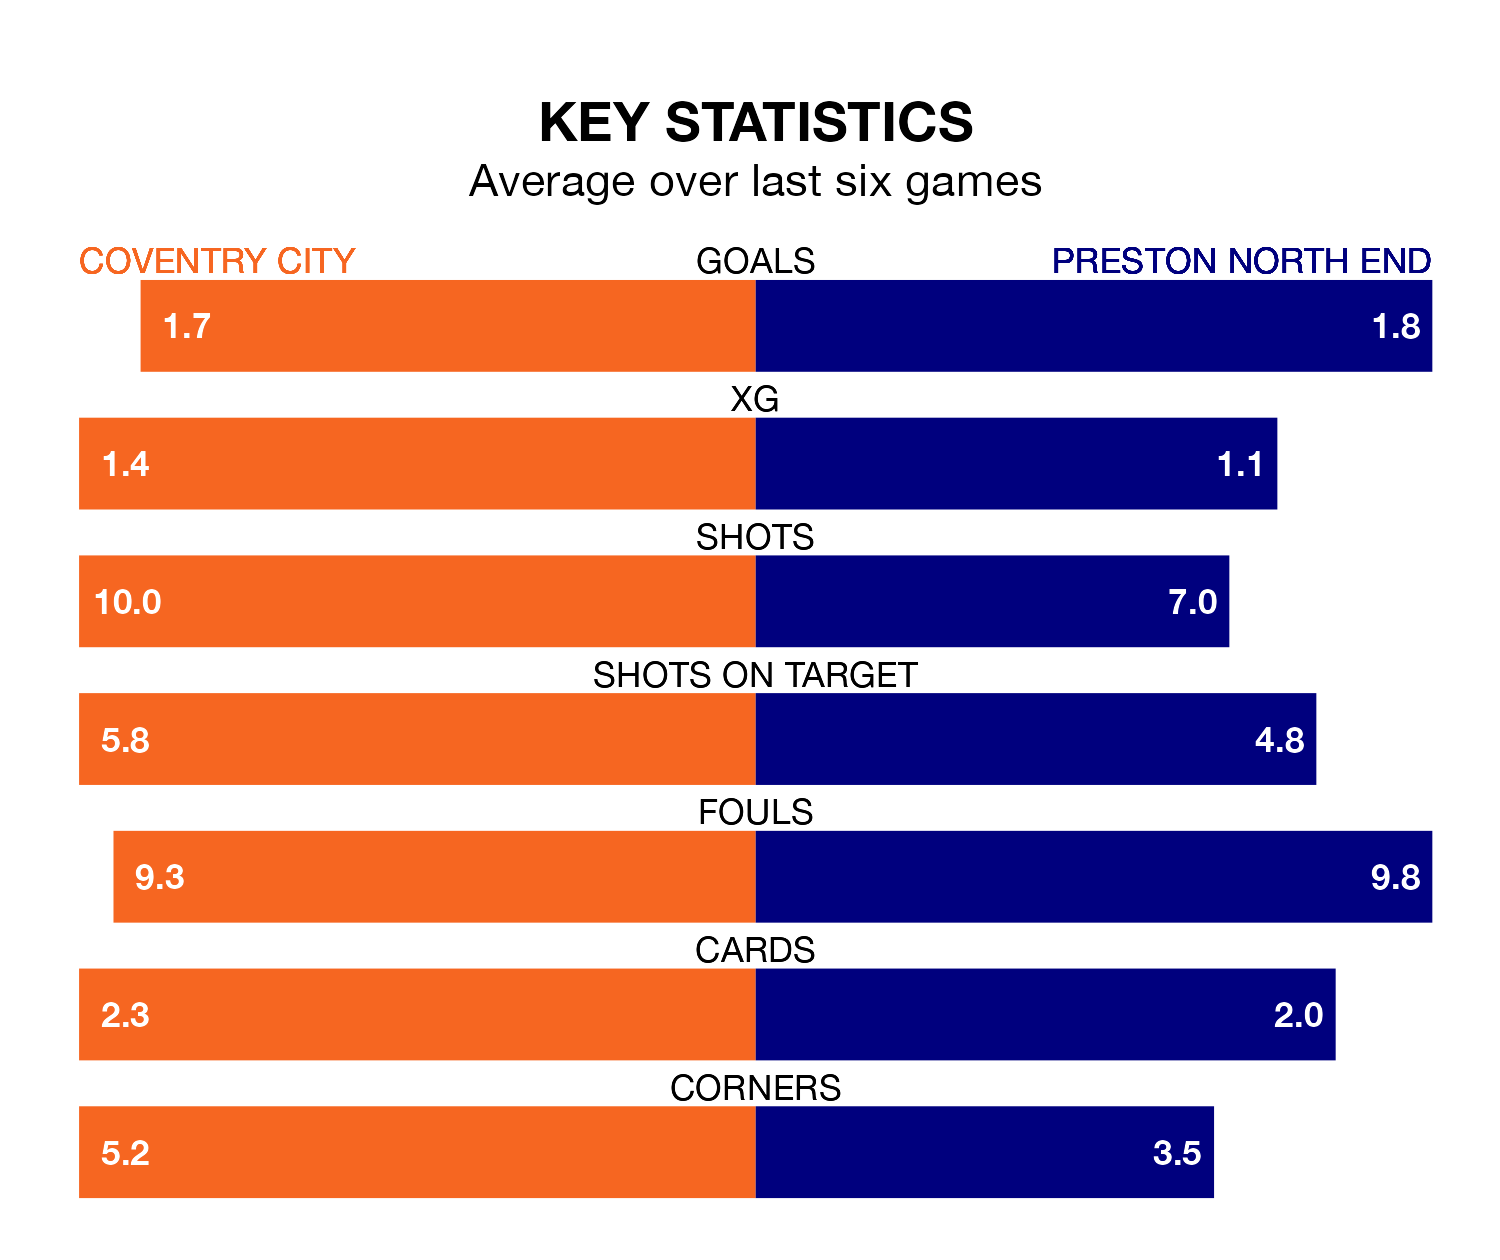 KEY STATISTICS
Average over last six games
COVENTRY CITY GOALS PRESTON NORTH END
1.7 1.8
XG
1.4 1.1
SHOTS
10.0 7.0
SHOTS ON TARGET
5.8 4.8
FOULS
9.3 9.8
CARDS
2.3 2.0
CORNERS
5.2 3.5